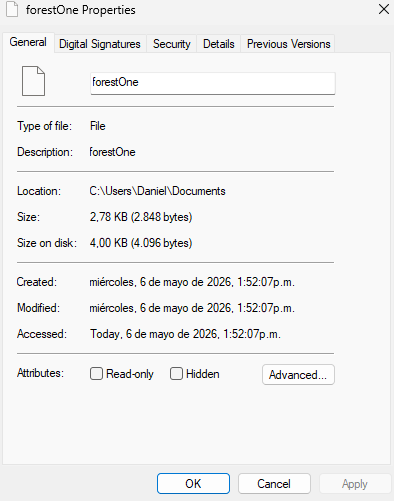 forestOne Properties
General Digital Signatures Security Details Previous Versions
forestOne
Type of file: File
Description: forestOne
Location: C:\Users\Daniel\Documents
Size: 2,78 KB (2.848 bytes)
Size on disk: 4,00 KB (4.096 bytes)
Created: miércoles, 6 de mayo de 2026, 1:52:07p.m.
Modified: miércoles, 6 de mayo de 2026, 1:52:07p.m.
Accessed: Today, 6 de mayo de 2026, 1:52:07p.m.
Attributes: Read-only Hidden Advanced...
OK Cancel Apply